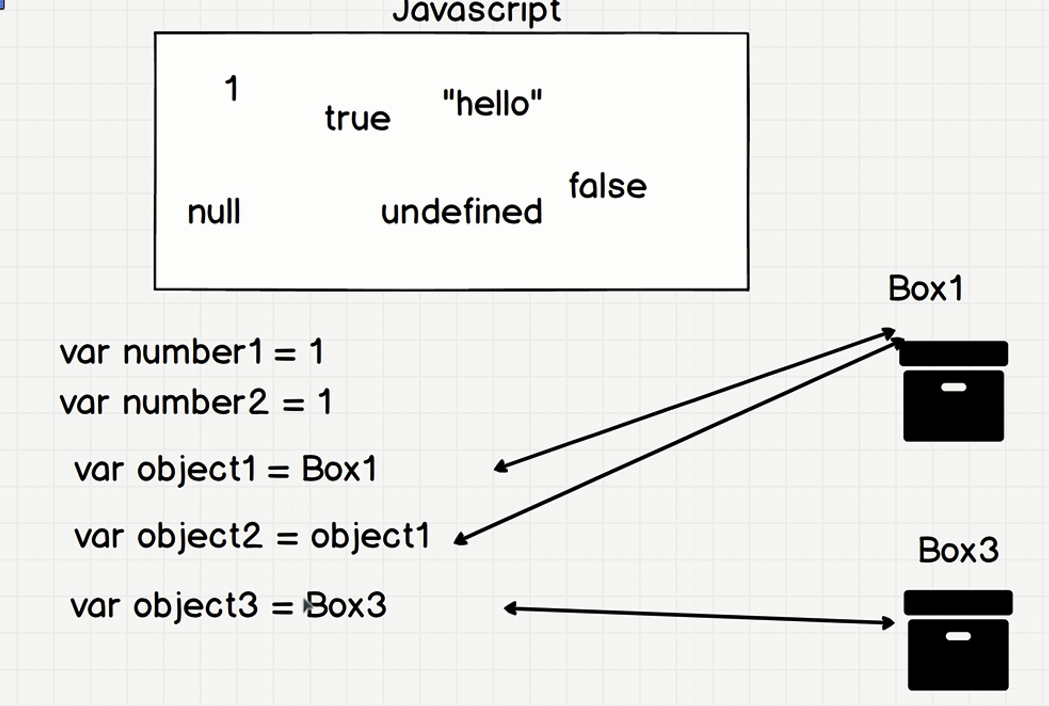 Javascript
1
true
"hello"
false
null
undefined
Box1
var number1 = 1
var number2 = 1
var object1 = Box1
var object2 = object1
Box3
var object3 = Box3